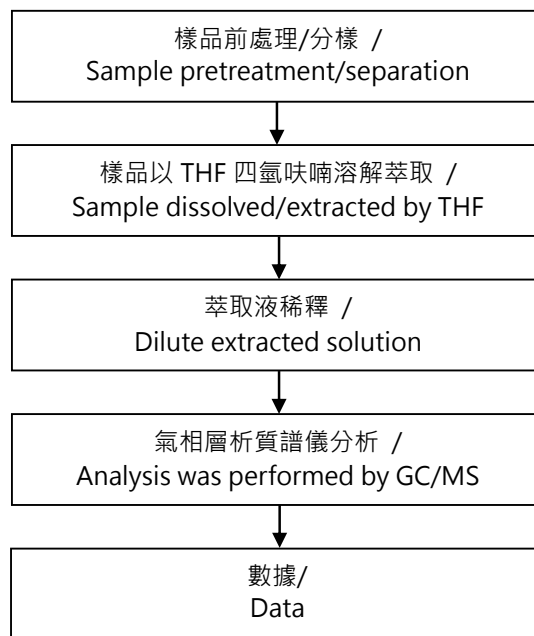 樣品前處理/分樣 /
Sample pretreatment/separation
樣品以 THF 四氫呋喃溶解萃取 /
Sample dissolved/extracted by THF
萃取液稀釋 /
Dilute extracted solution
氣相層析質譜儀分析 /
Analysis was performed by GC/MS
數據/
Data